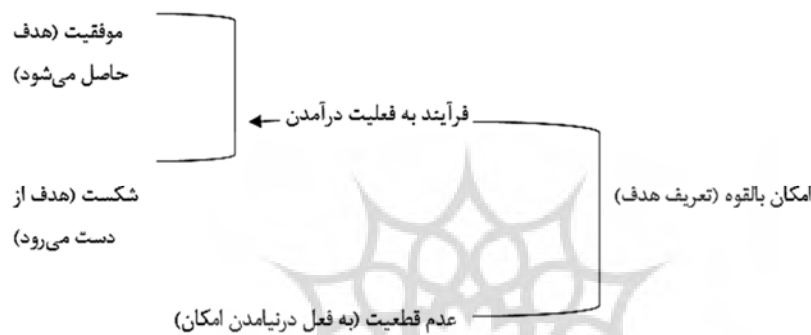 موفقیت (هدف
حاصل می‌شود)
فرآیند به فعلیت درآمدن
امکان بالقوه (تعریف هدف)
شکست (هدف از
دست می‌رود)
عدم قطعیت (به فعل درنیامدن امکان)